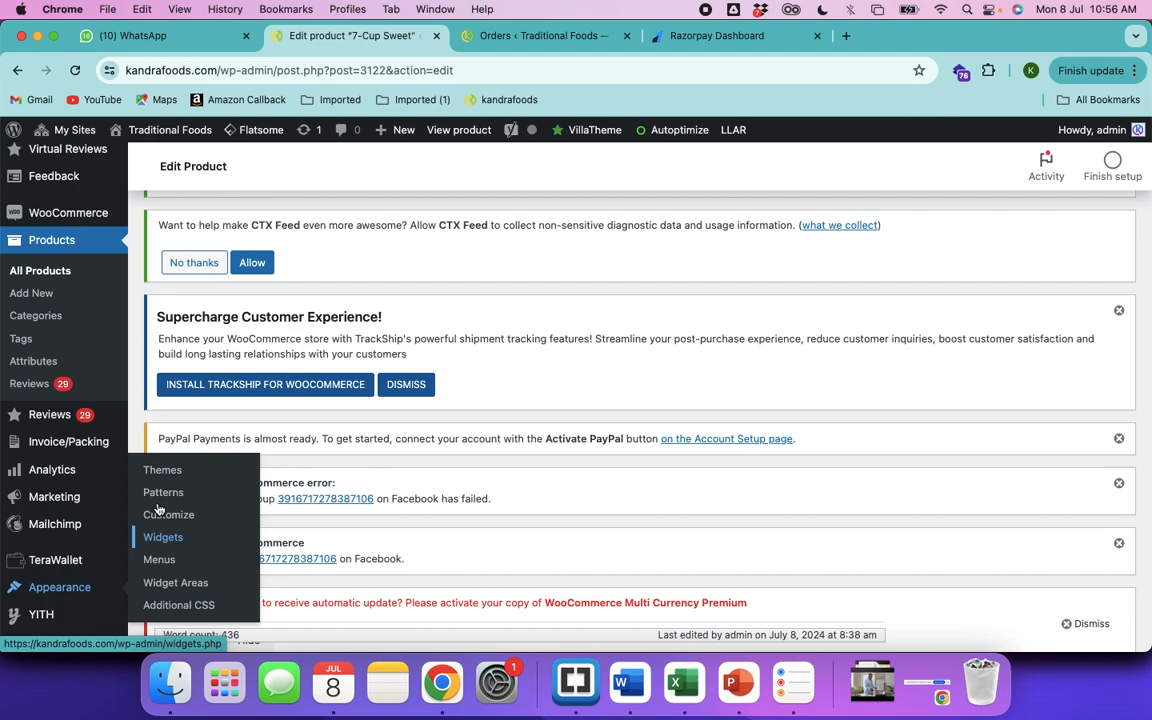 Chrome File Edit View History Bookmarks Profiles Tab Window Help Mon 8 Jul 10:56 AM
(10) WhatsApp Edit product "7-Cup Sweet" Orders ‹ Traditional Foods — Razorpay Dashboard
kandrafoods.com/wp-admin/post.php?post=3122&action=edit 76 K Finish update
Gmail YouTube Maps Amazon Callback Imported Imported (1) kandrafoods All Bookmarks
My Sites Traditional Foods Flatsome 1 0 New View product VillaTheme Autoptimize LLAR Howdy, admin
Virtual Reviews
Feedback
WooCommerce
Products
All Products
Add New
Categories
Tags
Attributes
Reviews 29
Reviews 29
Invoice/Packing
Analytics
Marketing
Mailchimp
TeraWallet
Appearance
YITH
https://kandrafoods.com/wp-admin/widgets.php
Themes
Patterns
Customize
Widgets
Menus
Widget Areas
Additional CSS
Edit Product
Activity
Finish setup
Want to help make CTX Feed even more awesome? Allow CTX Feed to collect non-sensitive diagnostic data and usage information. (what we collect)
No thanks Allow
Supercharge Customer Experience!
Enhance your WooCommerce store with TrackShip's powerful shipment tracking features! Streamline your post-purchase experience, reduce customer inquiries, boost customer satisfaction and
build long lasting relationships with your customers
INSTALL TRACKSHIP FOR WOOCOMMERCE DISMISS
PayPal Payments is almost ready. To get started, connect your account with the Activate PayPal button on the Account Setup page.
ommerce error:
oup 3916717278387106 on Facebook has failed.
ommerce
6717278387106 on Facebook.
to receive automatic update? Please activate your copy of WooCommerce Multi Currency Premium
Dismiss
Word count: 436 Last edited by admin on July 8, 2024 at 8:38 am
JUL
8
1